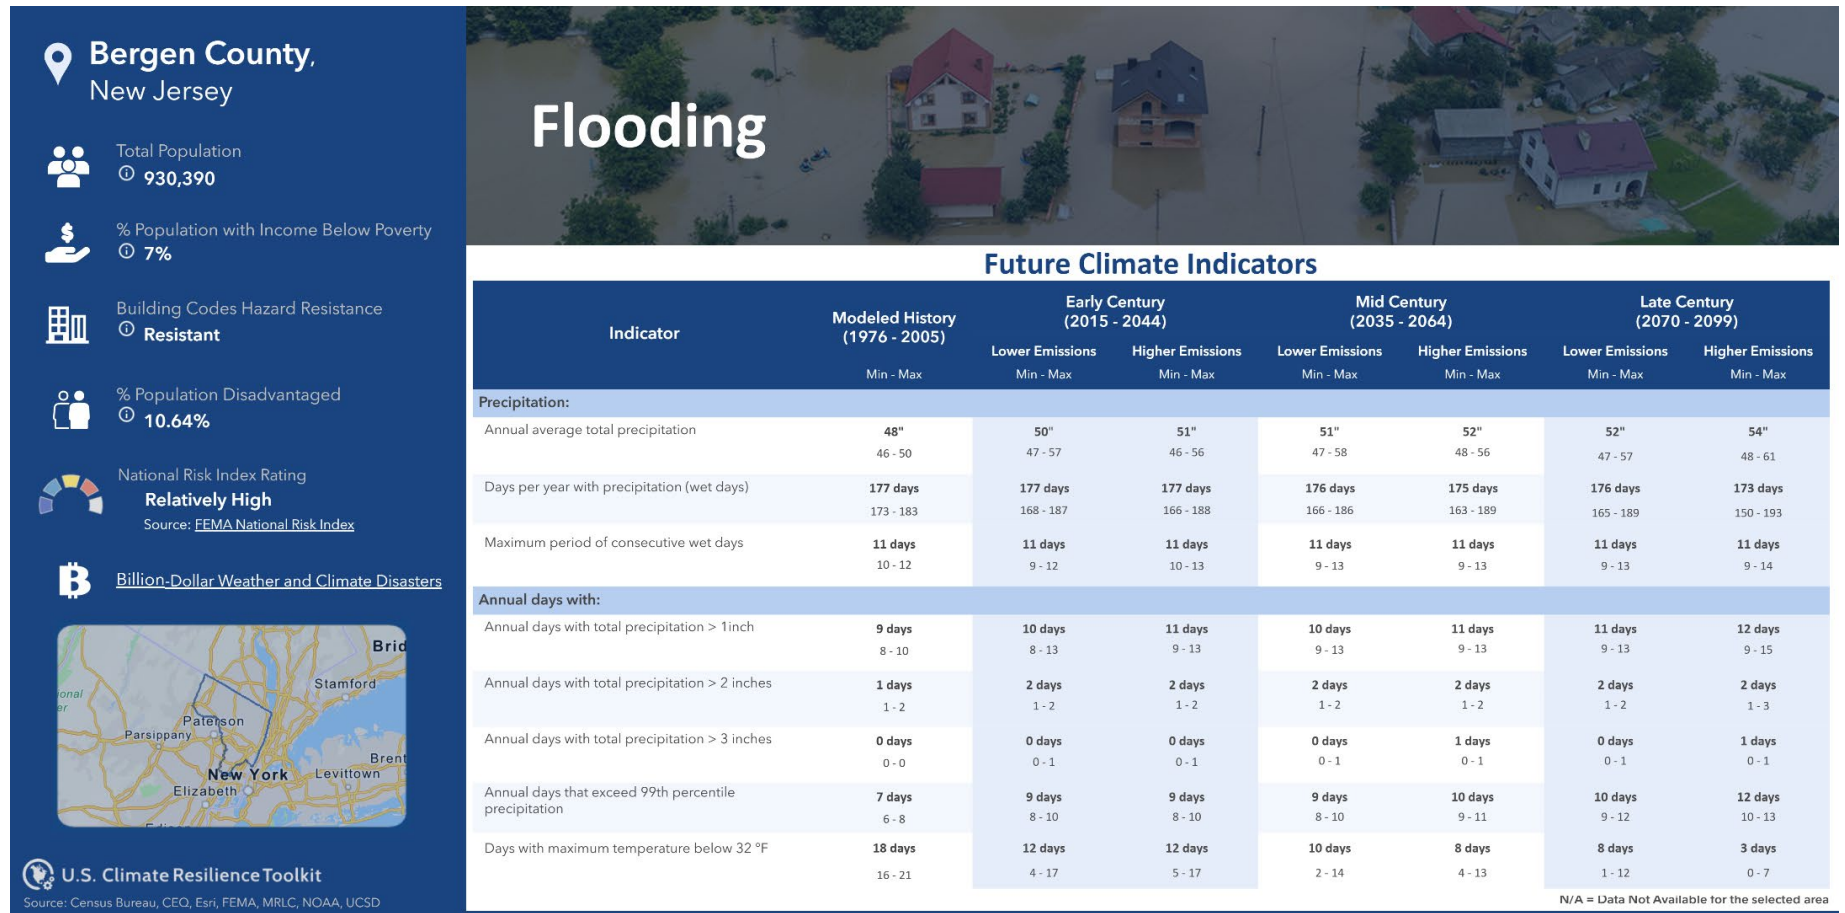 Bergen County,
New Jersey
Total Population
930,390
% Population with Income Below Poverty
7%
Building Codes Hazard Resistance
Resistant
% Population Disadvantaged
10.64%
National Risk Index Rating
Relatively High
Source: FEMA National Risk Index
Billion-Dollar Weather and Climate Disasters
Brid
Stamford
ional
er
Paterson
Parsippany
Brent
New York
Levittown
Elizabeth
U.S. Climate Resilience Toolkit
Source: Census Bureau, CEQ, Esri, FEMA, MRLC, NOAA, UCSD
Flooding
Future Climate Indicators
Indicator Modeled History (1976 - 2005) Early Century (2015 - 2044) Mid Century (2035 - 2064) Late Century (2070 - 2099)
Lower Emissions Higher Emissions Lower Emissions Higher Emissions Lower Emissions Higher Emissions
Min - Max Min - Max Min - Max Min - Max Min - Max Min - Max Min - Max
Precipitation:
Annual average total precipitation 48" 50" 51" 51" 52" 52" 54"
46 - 50 47 - 57 46 - 56 47 - 58 48 - 56 47 - 57 48 - 61
Days per year with precipitation (wet days) 177 days 177 days 177 days 176 days 175 days 176 days 173 days
173 - 183 168 - 187 166 - 188 166 - 186 163 - 189 165 - 189 150 - 193
Maximum period of consecutive wet days 11 days 11 days 11 days 11 days 11 days 11 days 11 days
10 - 12 9 - 12 10 - 13 9 - 13 9 - 13 9 - 13 9 - 14
Annual days with:
Annual days with total precipitation > 1inch 9 days 10 days 11 days 10 days 11 days 11 days 12 days
8 - 10 8 - 13 9 - 13 9 - 13 9 - 13 9 - 13 9 - 15
Annual days with total precipitation > 2 inches 1 days 2 days 2 days 2 days 2 days 2 days 2 days
1 - 2 1 - 2 1 - 2 1 - 2 1 - 2 1 - 2 1 - 3
Annual days with total precipitation > 3 inches 0 days 0 days 0 days 0 days 1 days 0 days 1 days
0 - 0 0 - 1 0 - 1 0 - 1 0 - 1 0 - 1 0 - 1
Annual days that exceed 99th percentile 7 days 9 days 9 days 9 days 10 days 10 days 12 days
precipitation 6 - 8 8 - 10 8 - 10 8 - 10 9 - 11 9 - 12 10 - 13
Days with maximum temperature below 32 °F 18 days 12 days 12 days 10 days 8 days 8 days 3 days
16 - 21 4 - 17 5 - 17 2 - 14 4 - 13 1 - 12 0 - 7
N/A = Data Not Available for the selected area